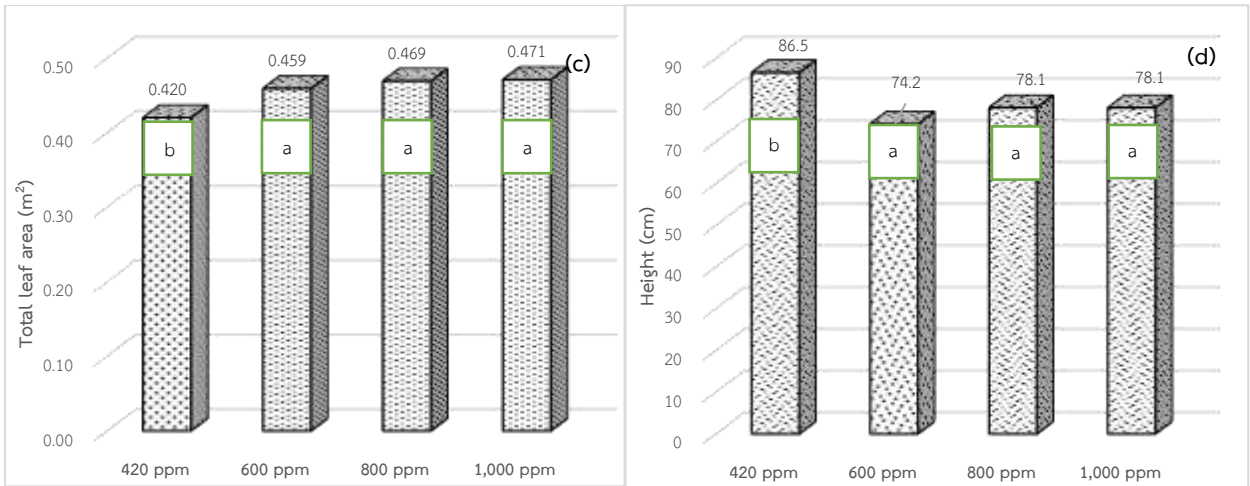 (c)
Total leaf area (m²)
0.50
0.40
0.30
0.20
0.10
0.00
0.420
0.459
0.469
0.471
b
a
a
a
420 ppm
600 ppm
800 ppm
1,000 ppm
(d)
Height (cm)
90
80
70
60
50
40
30
20
10
0
86.5
74.2
78.1
78.1
b
a
a
a
420 ppm
600 ppm
800 ppm
1,000 ppm